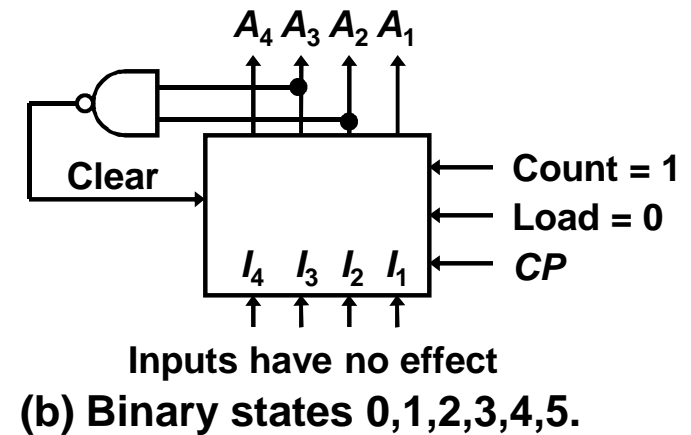 A4 A3 A2 A1
Clear
Count = 1
Load = 0
CP
I4 I3 I2 I1
Inputs have no effect
(b) Binary states 0,1,2,3,4,5.